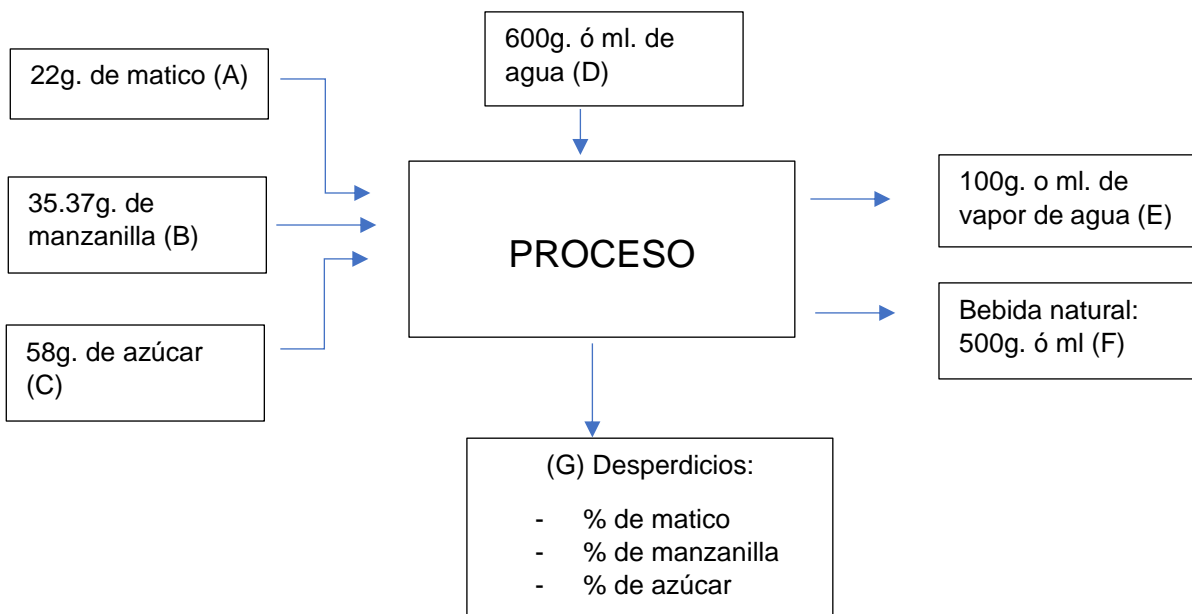 600g. ó ml. de
agua (D)
22g. de matico (A)
35.37g. de
manzanilla (B)
58g. de azúcar
(C)
PROCESO
100g. o ml. de
vapor de agua (E)
Bebida natural:
500g. ó ml (F)
(G) Desperdicios:
- % de matico
- % de manzanilla
- % de azúcar